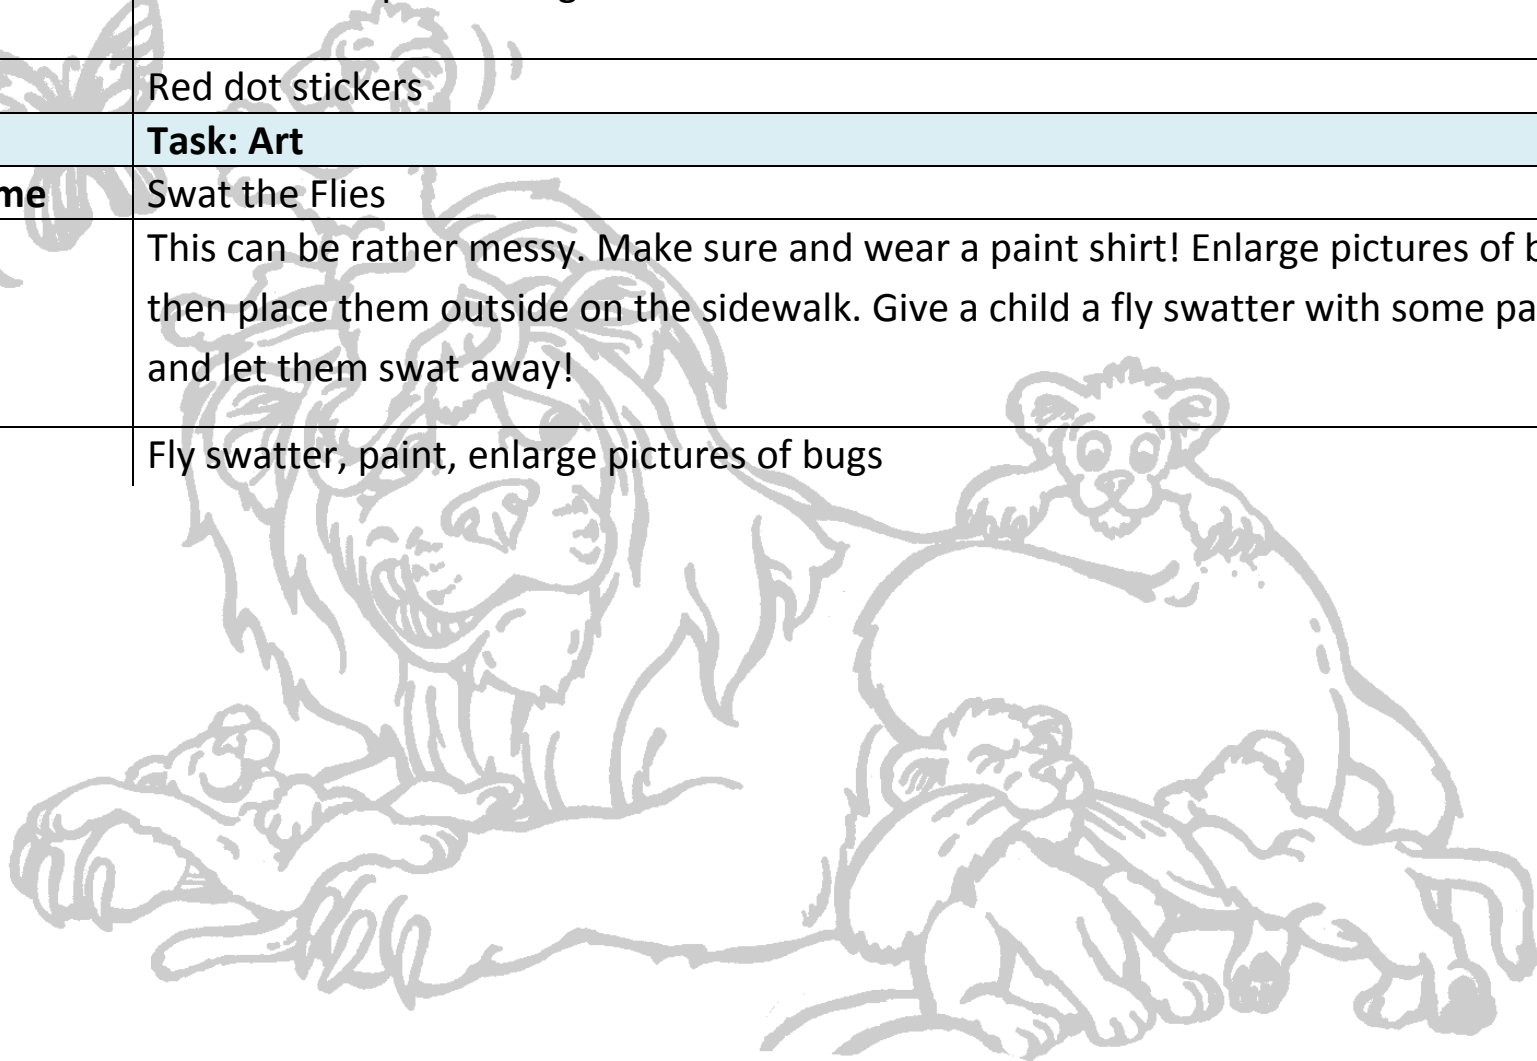 Red dot stickers
Task: Art
me Swat the Flies
This can be rather messy. Make sure and wear a paint shirt! Enlarge pictures of b
then place them outside on the sidewalk. Give a child a fly swatter with some pa
and let them swat away!
Fly swatter, paint, enlarge pictures of bugs